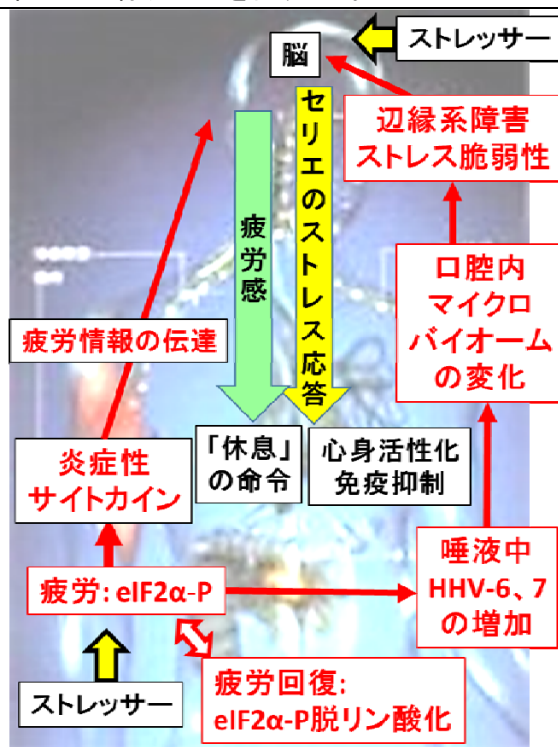 ストレッサー
脳
辺縁系障害
ストレス脆弱性
セリエのストレス応答
疲労感
口腔内
マイクロ
バイオーム
の変化
疲労情報の伝達
「休息」
の命令
心身活性化
免疫抑制
炎症性
サイトカイン
唾液中
HHV-6、7
の増加
疲労:eIF2α-P
疲労回復:
eIF2α-P脱リン酸化
ストレッサー